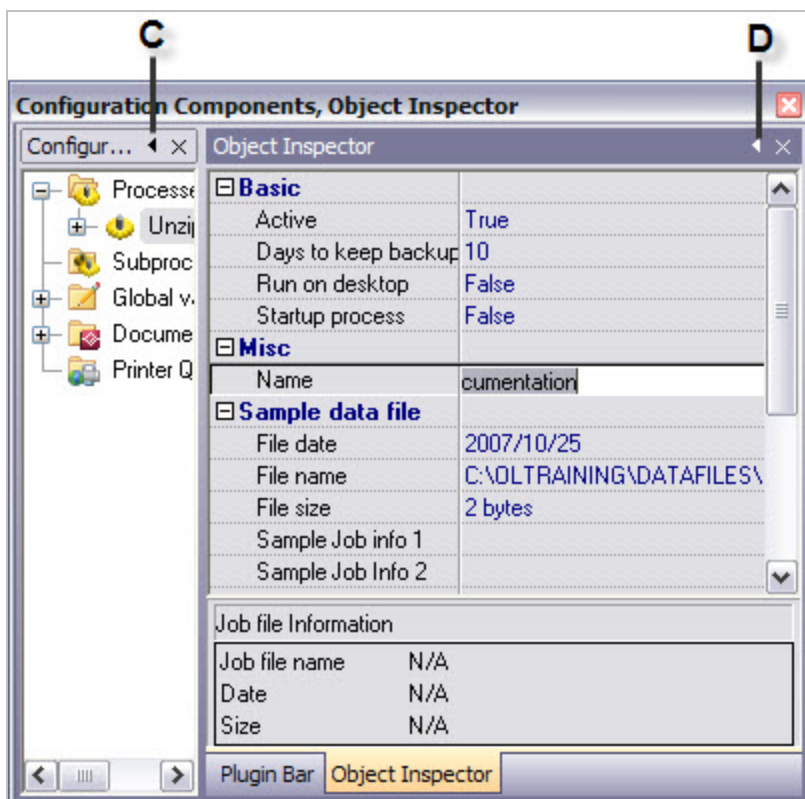 C
D
Configuration Components, Object Inspector
Configur...
Object Inspector
Processe
Unzip
Subproc
Global v
Docume
Printer Q
Basic
Active True
Days to keep backup 10
Run on desktop False
Startup process False
Misc
Name cumentation
Sample data file
File date 2007/10/25
File name C:\OLTRAINING\DATAFILES\
File size 2 bytes
Sample Job info 1
Sample Job Info 2
Job file Information
Job file name N/A
Date N/A
Size N/A
Plugin Bar Object Inspector